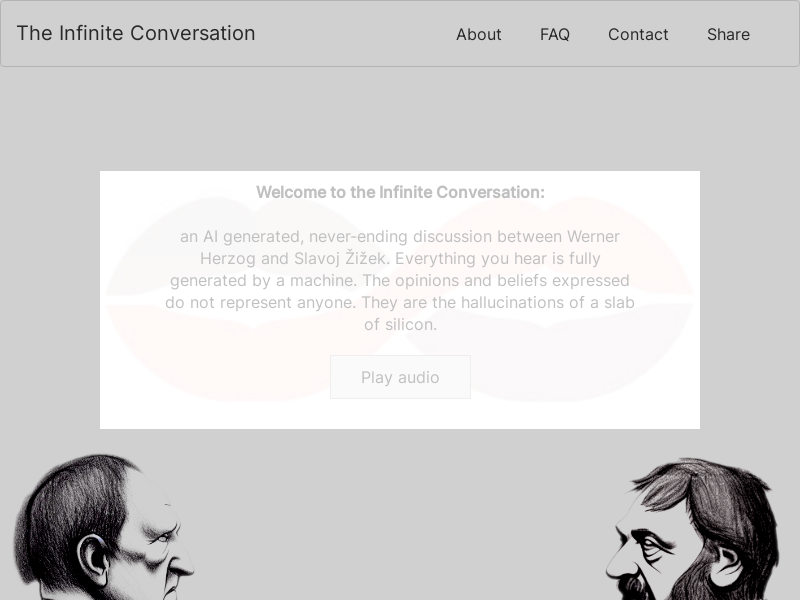 The Infinite Conversation
About FAQ Contact Share
Welcome to the Infinite Conversation:
an AI generated, never-ending discussion between Werner
Herzog and Slavoj Žižek. Everything you hear is fully
generated by a machine. The opinions and beliefs expressed
do not represent anyone. They are the hallucinations of a slab
of silicon.
Play audio